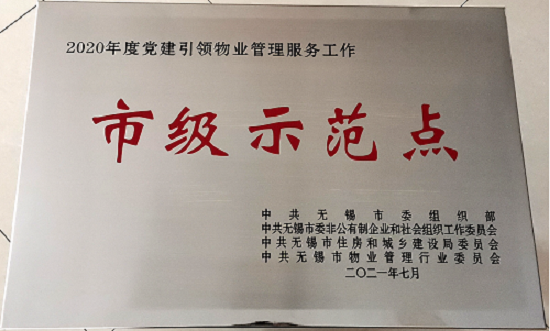 2020年度党建引领物业管理服务工作
市级示范点
中共无锡市委组织部
中共无锡市委非公有制企业和社会组织工作委员会
中共无锡市住房和城乡建设局委员会
中共无锡市物业管理行业委员会
二〇二一年七月